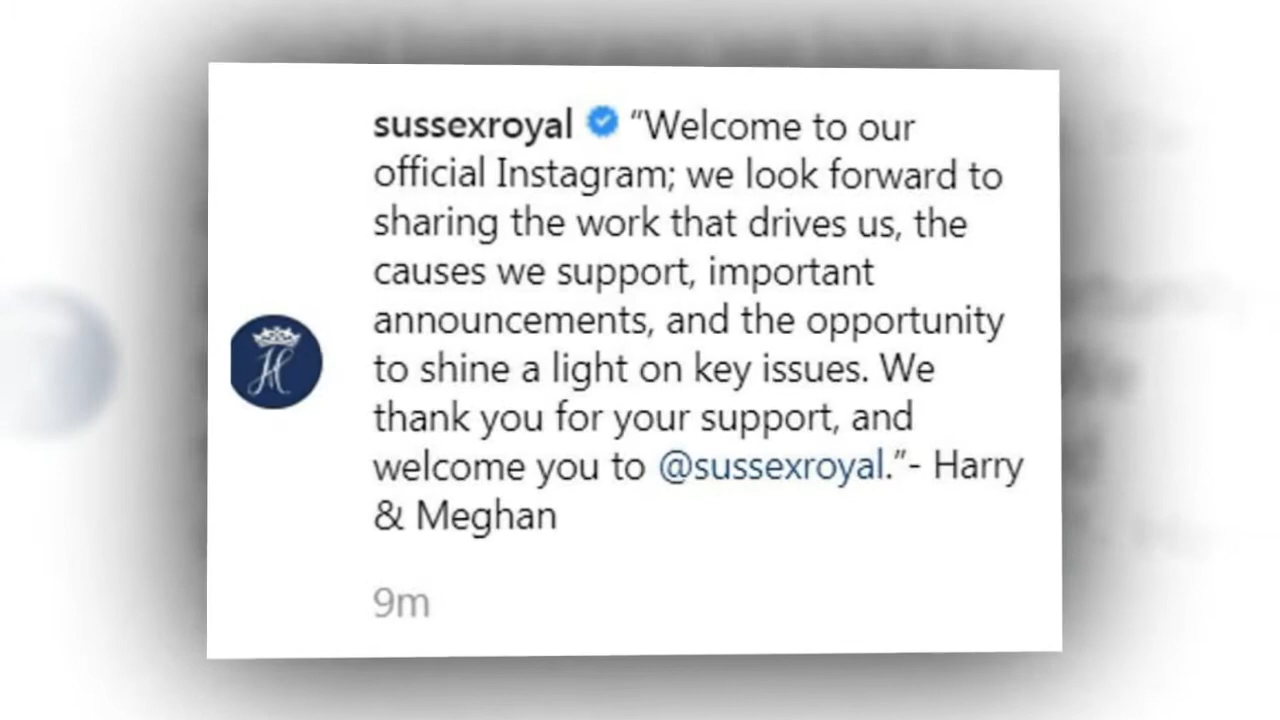 sussexroyal "Welcome to our
official Instagram; we look forward to
sharing the work that drives us, the
causes we support, important
announcements, and the opportunity
to shine a light on key issues. We
thank you for your support, and
welcome you to @sussexroyal."- Harry
& Meghan
9m